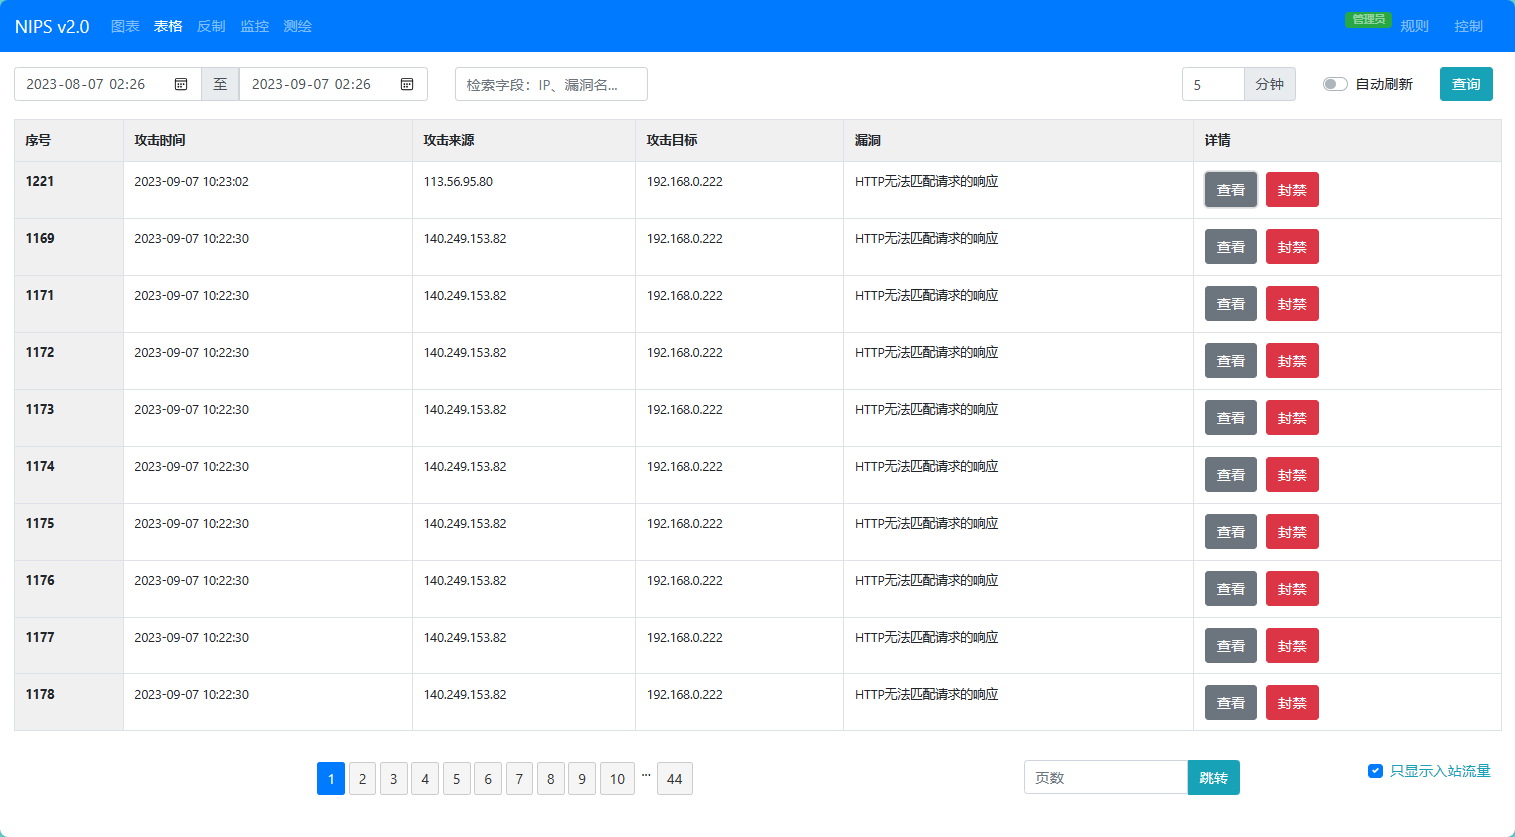 NIPS v2.0 图表 表格 反制 监控 测绘 管理员 规则 控制
2023-08-07 02:26 至 2023-09-07 02:26 检索字段：IP、漏洞名... 5 分钟 自动刷新 查询
序号 攻击时间 攻击来源 攻击目标 漏洞 详情
1221 2023-09-07 10:23:02 113.56.95.80 192.168.0.222 HTTP无法匹配请求的响应 查看 封禁
1169 2023-09-07 10:22:30 140.249.153.82 192.168.0.222 HTTP无法匹配请求的响应 查看 封禁
1171 2023-09-07 10:22:30 140.249.153.82 192.168.0.222 HTTP无法匹配请求的响应 查看 封禁
1172 2023-09-07 10:22:30 140.249.153.82 192.168.0.222 HTTP无法匹配请求的响应 查看 封禁
1173 2023-09-07 10:22:30 140.249.153.82 192.168.0.222 HTTP无法匹配请求的响应 查看 封禁
1174 2023-09-07 10:22:30 140.249.153.82 192.168.0.222 HTTP无法匹配请求的响应 查看 封禁
1175 2023-09-07 10:22:30 140.249.153.82 192.168.0.222 HTTP无法匹配请求的响应 查看 封禁
1176 2023-09-07 10:22:30 140.249.153.82 192.168.0.222 HTTP无法匹配请求的响应 查看 封禁
1177 2023-09-07 10:22:30 140.249.153.82 192.168.0.222 HTTP无法匹配请求的响应 查看 封禁
1178 2023-09-07 10:22:30 140.249.153.82 192.168.0.222 HTTP无法匹配请求的响应 查看 封禁
1 2 3 4 5 6 7 8 9 10 ... 44 页数 跳转 只显示入站流量